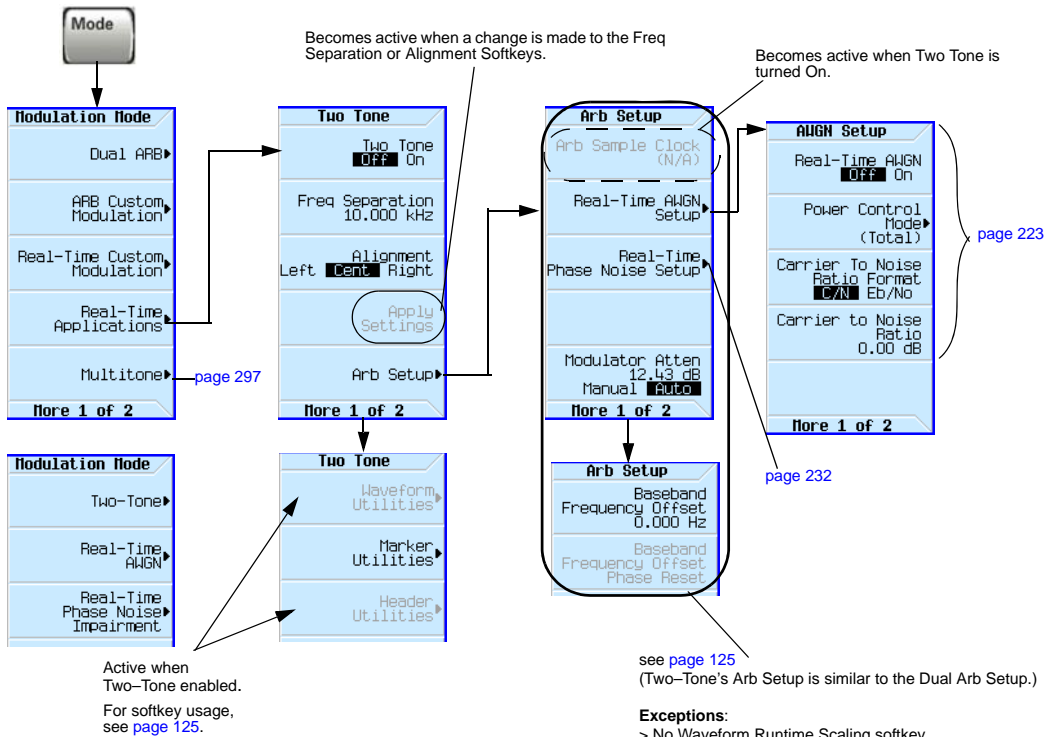 Mode
Becomes active when a change is made to the Freq
Separation or Alignment Softkeys.
Becomes active when Two Tone is
turned On.
Modulation Mode
Dual ARB
ARB Custom
Modulation
Real-Time Custom
Modulation
Real-Time
Applications
Multitone
page 297
More 1 of 2
Two Tone
Two Tone
Off On
Freq Separation
10.000 kHz
Alignment
Left Cent Right
Apply
Settings
Arb Setup
More 1 of 2
Arb Setup
Arb Sample Clock
(N/A)
Real-Time AWGN
Setup
Real-Time
Phase Noise Setup
Modulator Atten
12.43 dB
Manual Auto
More 1 of 2
AWGN Setup
Real-Time AWGN
Off On
Power Control
Mode
(Total)
Carrier To Noise
Ratio Format
C/N Eb/No
Carrier to Noise
Ratio
0.00 dB
More 1 of 2
page 223
page 232
Modulation Mode
Two-Tone
Real-Time
AWGN
Real-Time
Phase Noise
Impairment
Two Tone
Waveform
Utilities
Marker
Utilities
Header
Utilities
Arb Setup
Baseband
Frequency Offset
0.000 Hz
Baseband
Frequency Offset
Phase Reset
Active when
Two–Tone enabled.
For softkey usage,
see page 125.
see page 125
(Two–Tone's Arb Setup is similar to the Dual Arb Setup.)
Exceptions:
> No Waveform Runtime Scaling softkey